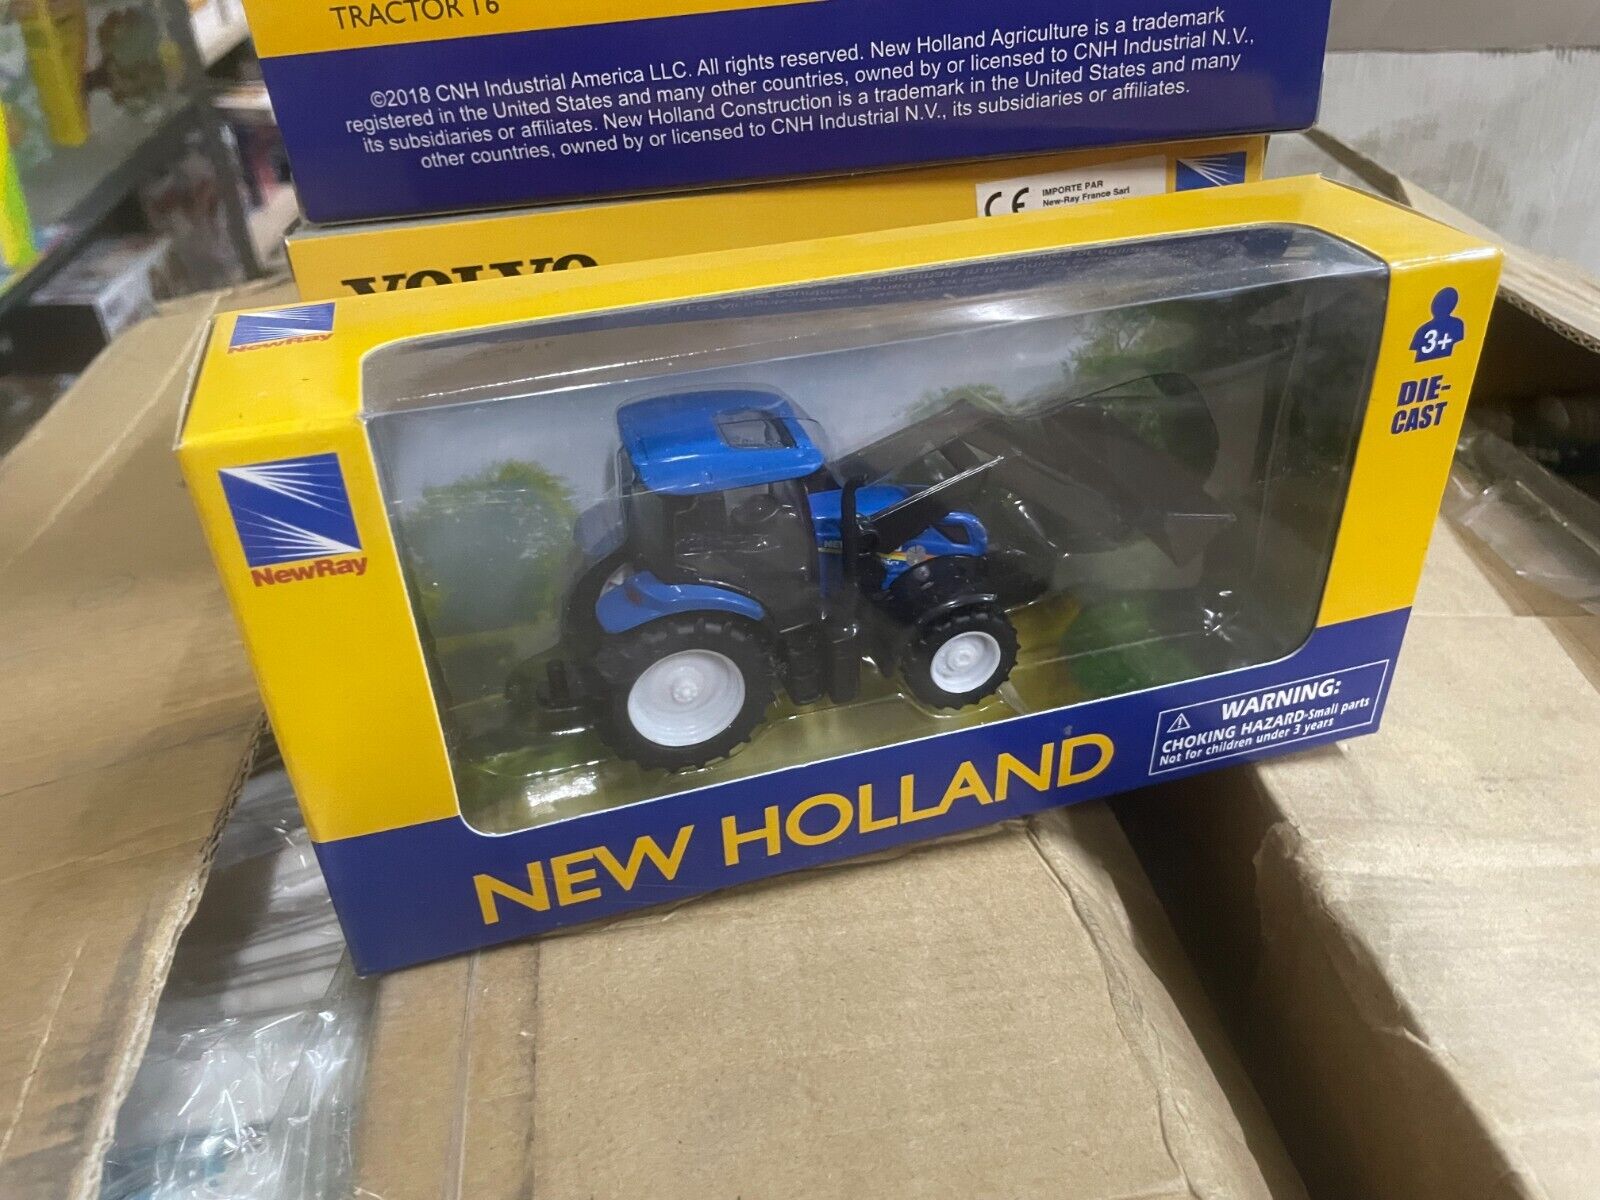 TRACTOR T6
©2018 CNH Industrial America LLC. All rights reserved. New Holland Agriculture is a trademark
registered in the United States and many other countries, owned by or licensed to CNH Industrial N.V.,
its subsidiaries or affiliates. New Holland Construction is a trademark in the United States and many
other countries, owned by or licensed to CNH Industrial N.V., its subsidiaries or affiliates.
CE
IMPORTE PAR
New-Ray France Sarl
VOLVO
NewRay
3+
DIE-
CAST
NewRay
WARNING:
CHOKING HAZARD-Small parts
Not for children under 3 years
NEW HOLLAND